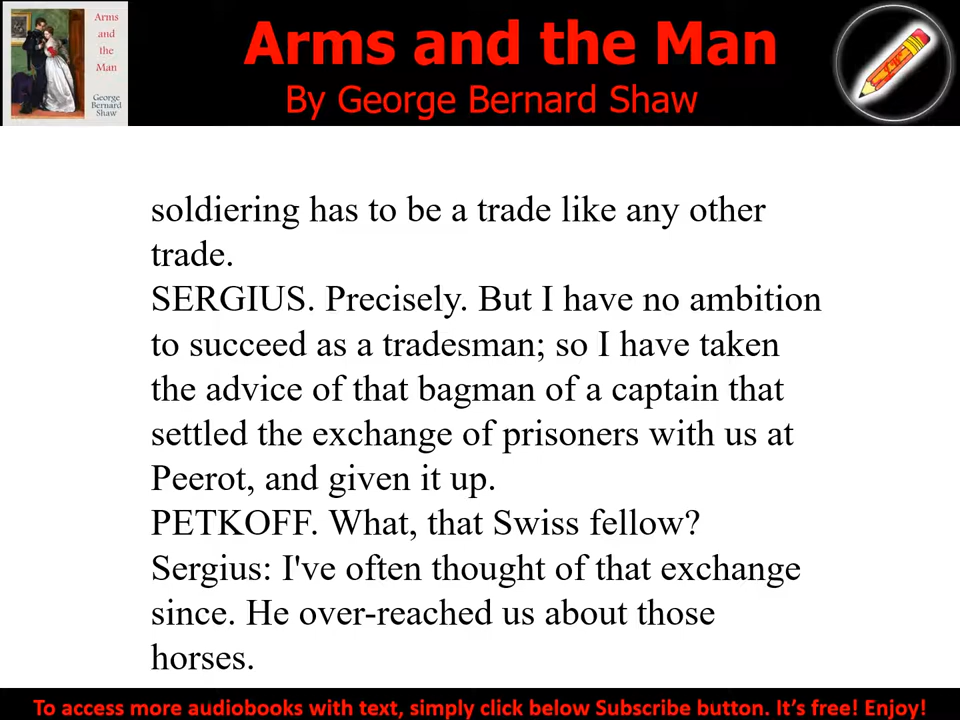 Arms
and
the
Man
George
Bernard
Shaw
Arms and the Man
By George Bernard Shaw
soldiering has to be a trade like any other
trade.
SERGIUS. Precisely. But I have no ambition
to succeed as a tradesman; so I have taken
the advice of that bagman of a captain that
settled the exchange of prisoners with us at
Peerot, and given it up.
PETKOFF. What, that Swiss fellow?
Sergius: I've often thought of that exchange
since. He over-reached us about those
horses.
To access more audiobooks with text, simply click below Subscribe button. It’s free! Enjoy!